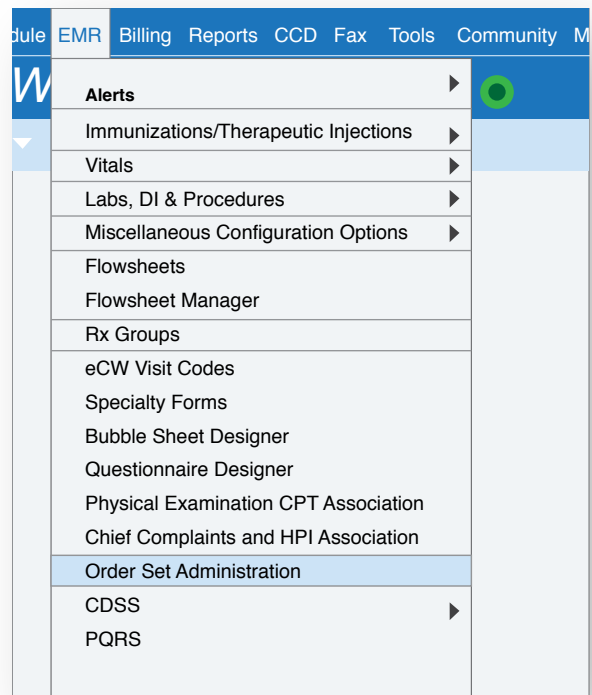 dule EMR Billing Reports CCD Fax Tools Community M
W
Alerts
Immunizations/Therapeutic Injections
Vitals
Labs, DI & Procedures
Miscellaneous Configuration Options
Flowsheets
Flowsheet Manager
Rx Groups
eCW Visit Codes
Specialty Forms
Bubble Sheet Designer
Questionnaire Designer
Physical Examination CPT Association
Chief Complaints and HPI Association
Order Set Administration
CDSS
PQRS